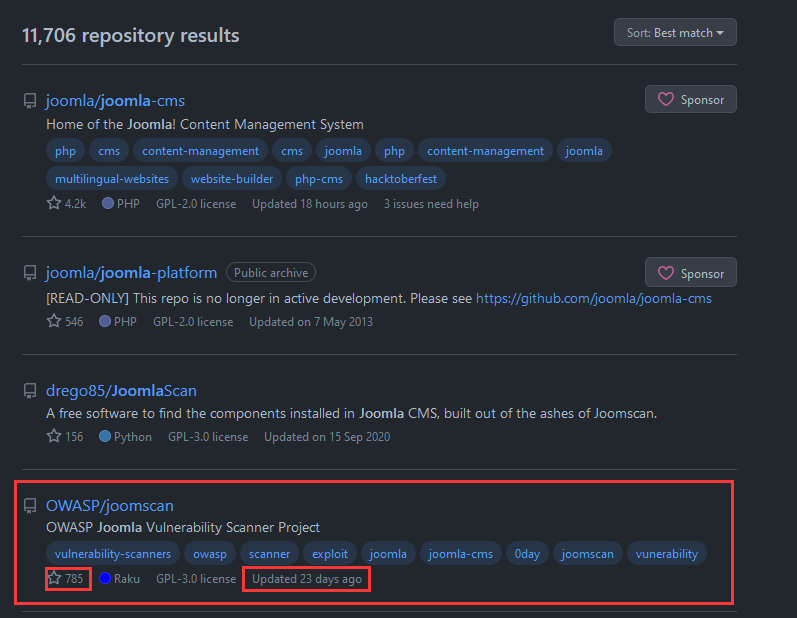 11,706 repository results
Sort: Best match
joomla/joomla-cms
Sponsor
Home of the Joomla! Content Management System
php cms content-management cms joomla php content-management joomla
multilingual-websites website-builder php-cms hacktoberfest
4.2k PHP GPL-2.0 license Updated 18 hours ago 3 issues need help
joomla/joomla-platform Public archive
Sponsor
[READ-ONLY] This repo is no longer in active development. Please see https://github.com/joomla/joomla-cms
546 PHP GPL-2.0 license Updated on 7 May 2013
drego85/JoomlaScan
A free software to find the components installed in Joomla CMS, built out of the ashes of Joomscan.
156 Python GPL-3.0 license Updated on 15 Sep 2020
OWASP/joomscan
OWASP Joomla Vulnerability Scanner Project
vulnerability-scanners owasp scanner exploit joomla joomla-cms 0day joomscan vunerability
785 Raku GPL-3.0 license Updated 23 days ago